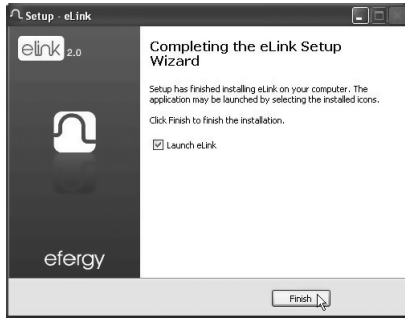 Setup - eLink
elink 2.0
Completing the eLink Setup
Wizard
Setup has finished installing eLink on your computer. The
application may be launched by selecting the installed icons.
Click Finish to finish the installation.
Launch eLink
efergy
Finish